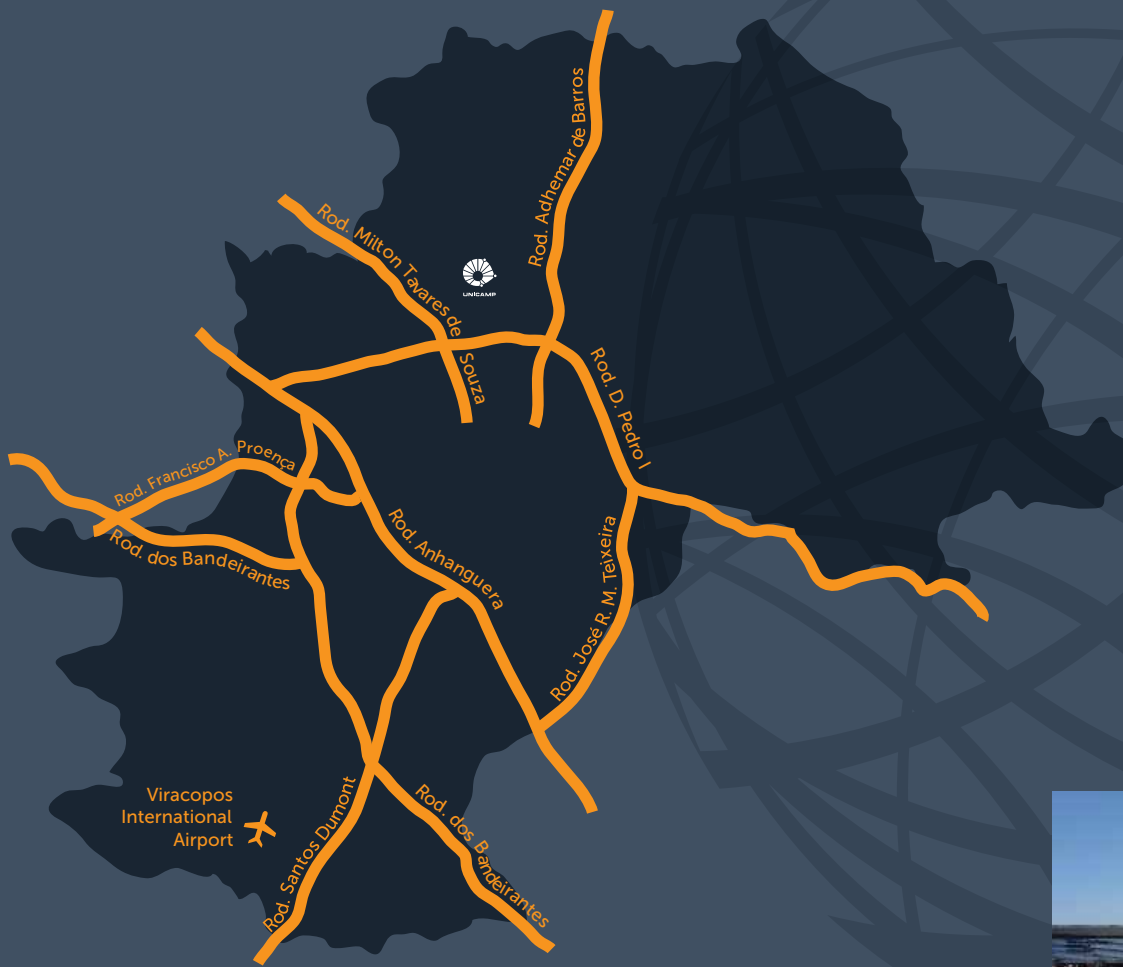 Rod. Adhemar de Barros
Rod. Milton Tavares de Souza
UNICAMP
Rod. D. Pedro I
Rod. Francisco A. Proença
Rod. dos Bandeirantes
Rod. Anhanguera
Rod. José R. M. Teixeira
Viracopos
International
Airport
Rod. Santos Dumont
Rod. dos Bandeirantes